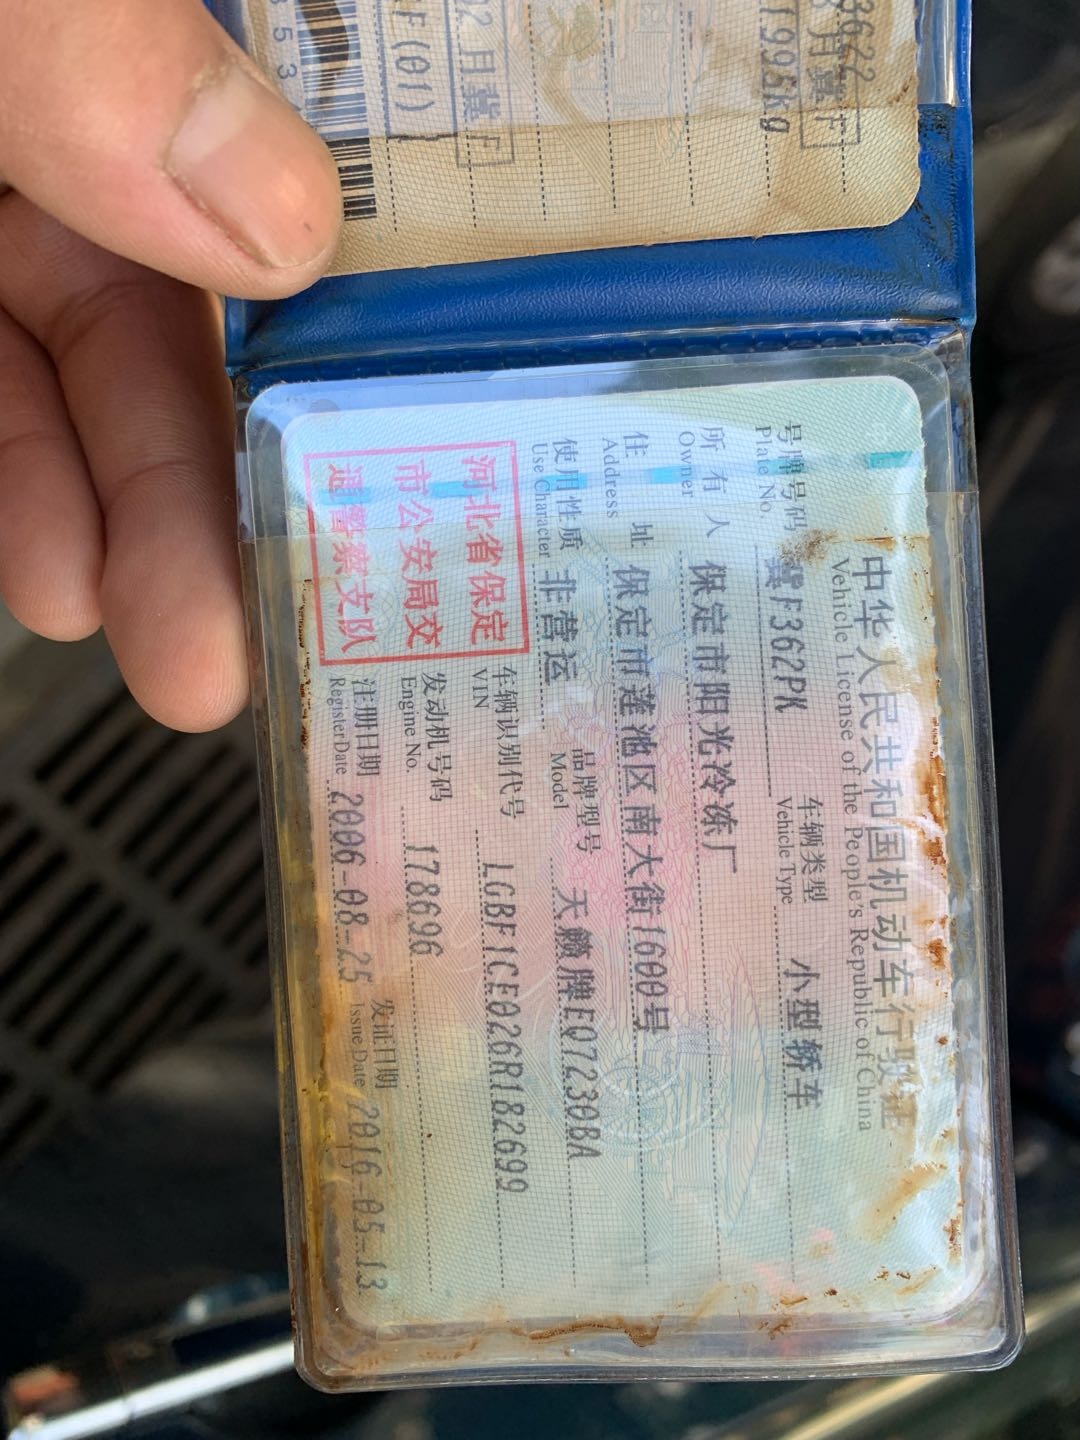 中华人民共和国机动车行驶证
Vehicle License of the People's Republic of China
号牌号码 冀F362PK 车辆类型 小型轿车
Plate No. Vehicle Type
所有人 保定市阳光冷冻厂
Owner
住址 保定市莲池区南大街1600号
Address
使用性质 非营运 品牌型号 天籁牌EQ7230BA
Use Character Model
河北省保定
市公安局交
通警察支队
车辆识别代号 LGBF1CE026R182699
VIN
发动机号码 178696
Engine No.
注册日期 2006-08-25 发证日期 2016-05-13
Register Date Issue Date
1995kg
02月冀F
F(01)